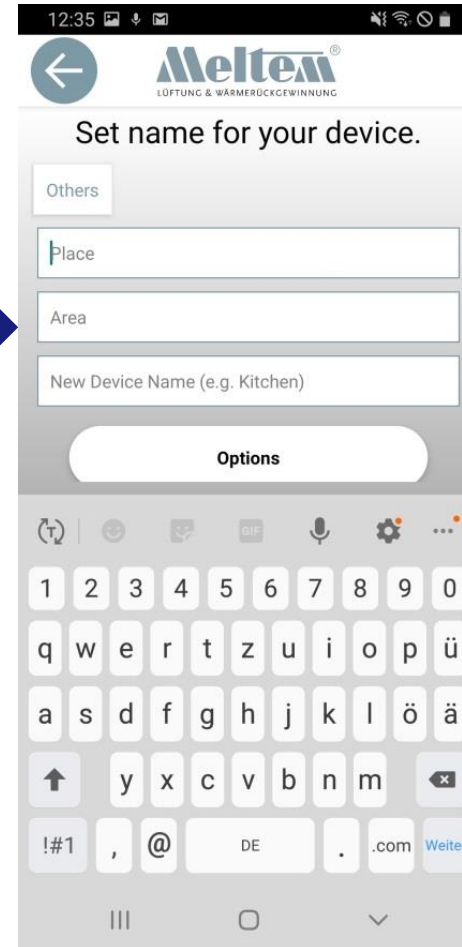 12:35
Meltem®
LÜFTUNG & WÄRMERÜCKGEWINNUNG
Set name for your device.
Others
Place
Area
New Device Name (e.g. Kitchen)
Options
GIF
1 2 3 4 5 6 7 8 9 0
q w e r t z u i o p ü
a s d f g h j k l ö ä
y x c v b n m
!#1 , @ DE . .com Weite